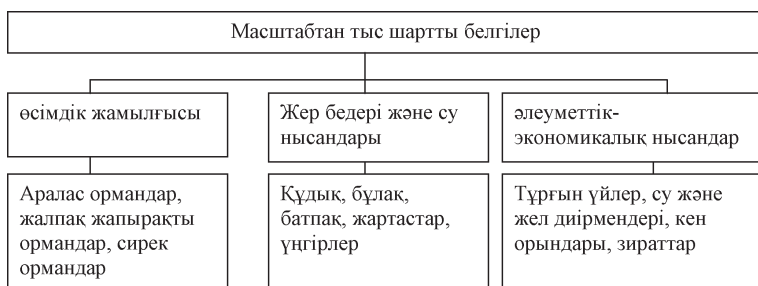 Масштабтан тыс шартты белгілер
өсімдік жамылғысы
Жер бедері және су
нысандары
әлеуметтік-
экономикалық нысандар
Аралас ормандар,
жалпақ жапырақты
ормандар, сирек
ормандар
Құдық, бұлақ,
батпақ, жартастар,
үңгірлер
Тұрғын үйлер, су және
жел диірмендері, кен
орындары, зираттар